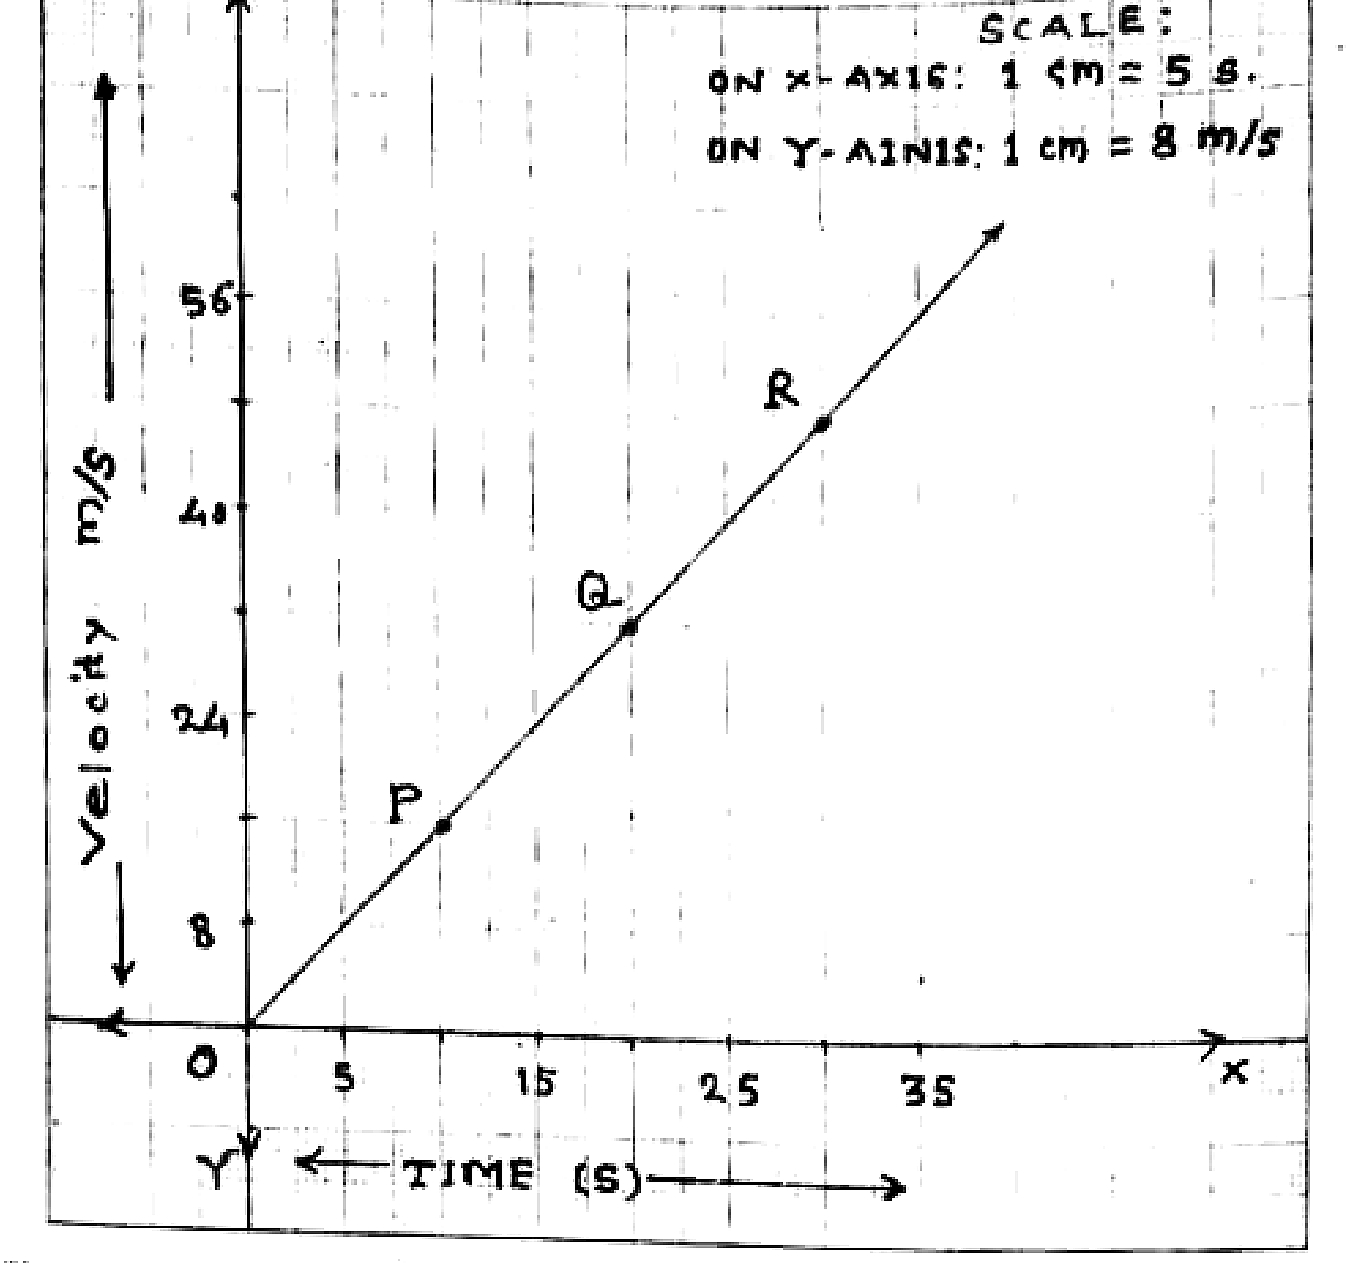 SCALE:
ON X-AXIS: 1 cm = 5 s.
ON Y-AINIS: 1 cm = 8 m/s
56
R
40
Velocity m/s
Q
24
P
8
O
5
15
25
35
X
Y
TIME (S)